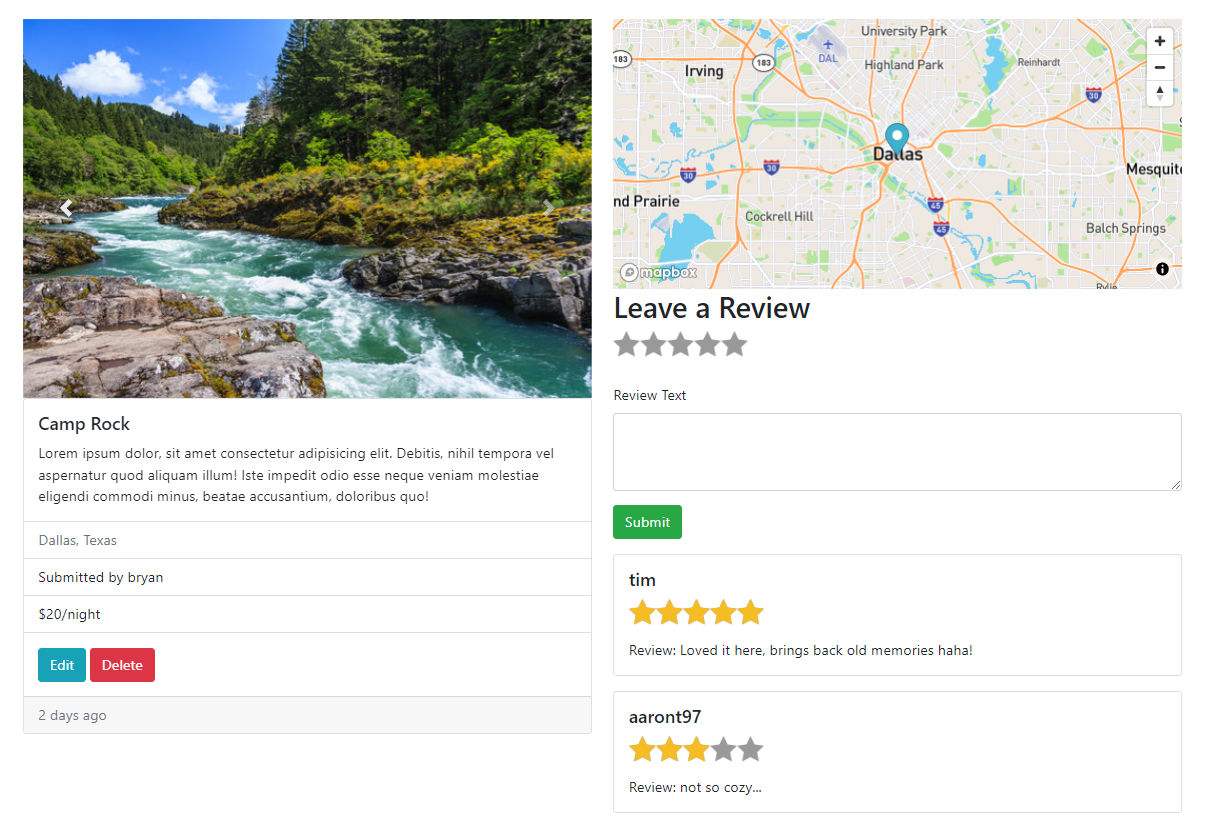 Camp Rock
Lorem ipsum dolor, sit amet consectetur adipisicing elit. Debitis, nihil tempora vel
aspernatur quod aliquam illum! Iste impedit odio esse neque veniam molestiae
eligendi commodi minus, beatae accusantium, doloribus quo!
Dallas, Texas
Submitted by bryan
$20/night
Edit Delete
2 days ago
University Park
183
Irving
183
DAL
Highland Park
Reinhardt
30
Dallas
30
30
Mesquite
nd Prairie
45
Cockrell Hill
45
Balch Springs
mapbox
Rylie
Leave a Review
Review Text
Submit
tim
Review: Loved it here, brings back old memories haha!
aaront97
Review: not so cozy...